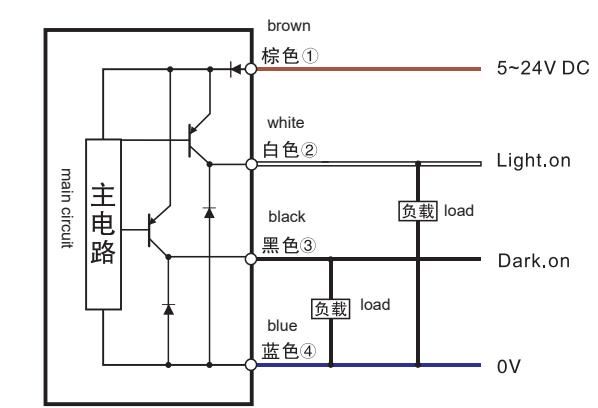 brown
棕色① 5~24V DC
white
白色② Light.on
主电路
main circuit
负载 load
black
黑色③ Dark.on
负载 load
blue
蓝色④ 0V